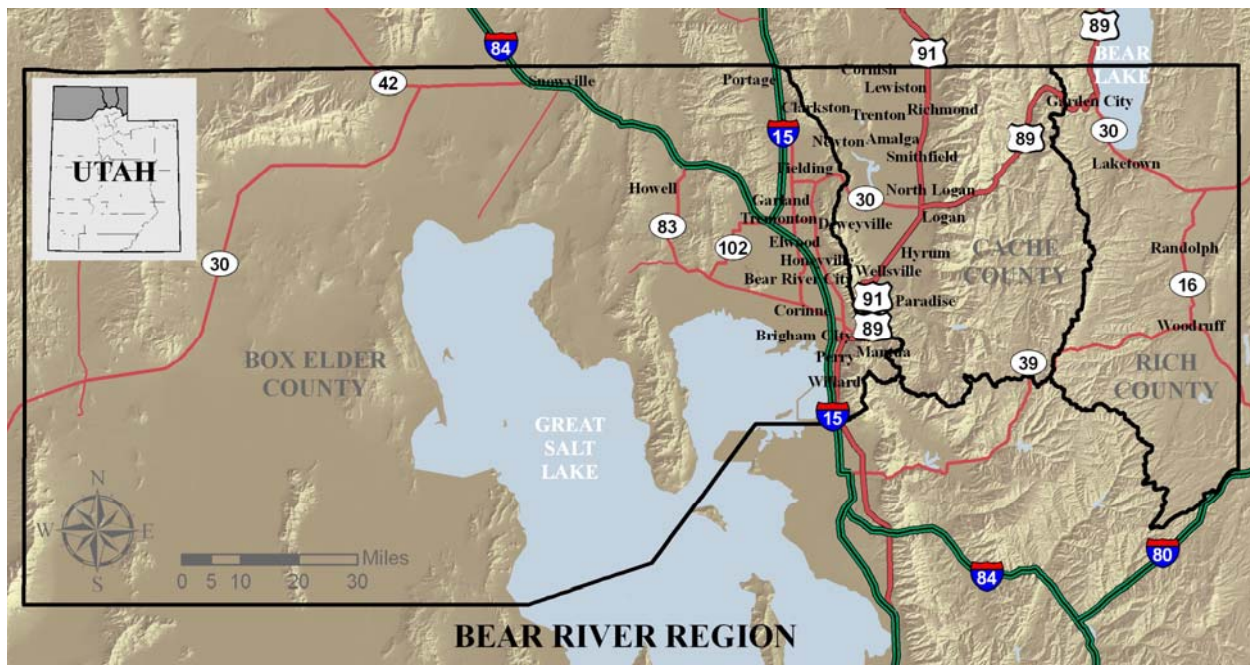 89
84
91
BEAR
LAKE
42
Snowville
Portage
Cornish
Lewiston
Clarkston
Trenton
Richmond
Garden City
UTAH
15
Newton
Amalga
89
30
Smithfield
Laketown
Fielding
Howell
30
North Logan
Garland
Tremonton
Deweyville
Logan
83
102
Elwood
Honeyville
Hyrum
CACHE
COUNTY
Randolph
30
Bear River City
Wellsville
91
Paradise
16
Corinne
Brigham City
89
Woodruff
BOX ELDER
COUNTY
Perry
Mantua
39
RICH
COUNTY
Willard
15
GREAT
SALT
LAKE
N
W
E
S
Miles
0 5 10 20 30
80
84
BEAR RIVER REGION